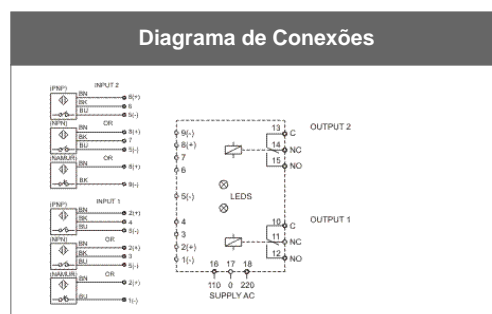 Diagrama de Conexões
(PNP) INPUT 2
BN 8(+)
BK 6
BU 5(-)
(NPN) OR
BN 8(+)
BK 7
BU 5(-)
(NAMUR) OR
BN 8(+)
BK 9(-)
(PNP) INPUT 1
BN 2(+)
BK 4
BU 5(-)
(NPN) OR
BN 2(+)
BK 3
BU 5(-)
(NAMUR) OR
BN 2(+)
BU 1(-)
9(-)
8(+)
7
6
5(-)
4
3
2(+)
1(-)
LEDS
13 C OUTPUT 2
14 NC
15 NO
10 C OUTPUT 1
11 NC
12 NO
16 17 18
110 0 220
SUPPLY AC